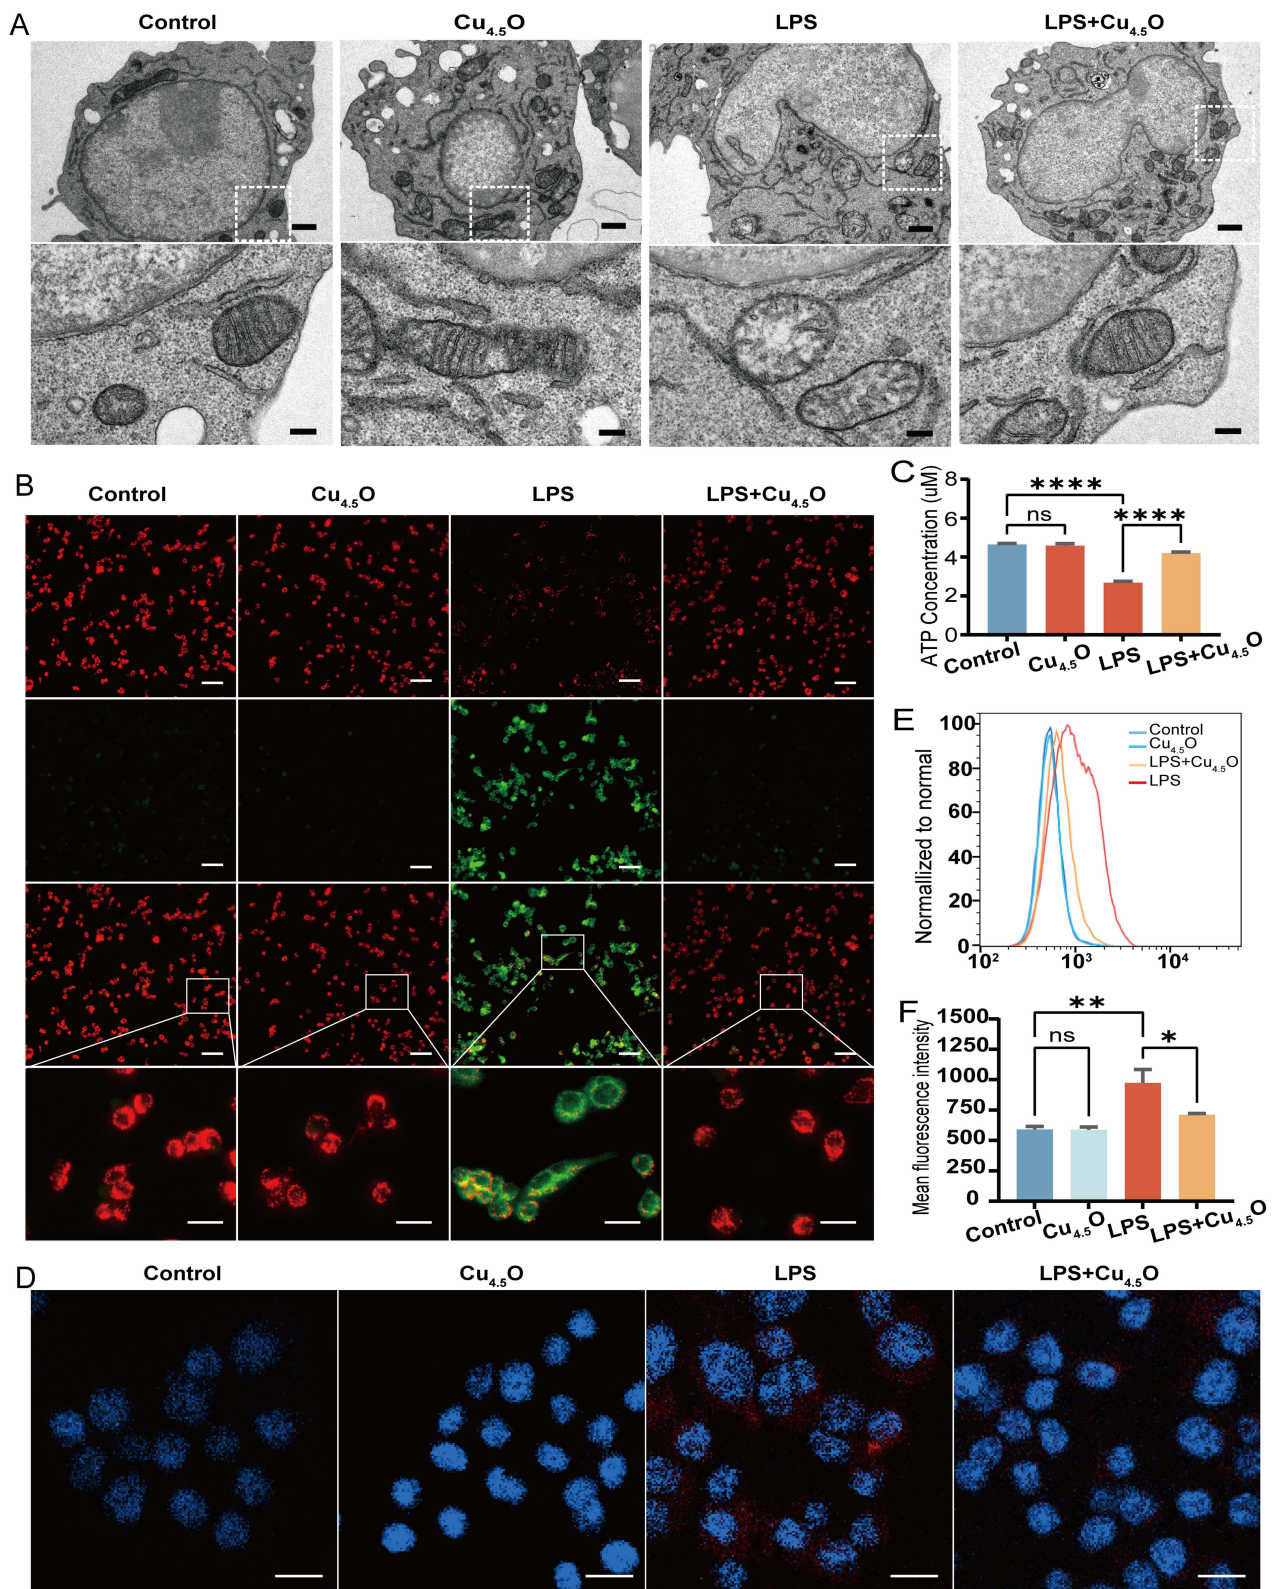 A
Control Cu4.5O LPS LPS+Cu4.5O
B
Control Cu4.5O LPS LPS+Cu4.5O
C
ATP Concentration (uM)
8
6
4
2
0
**** 
ns ****
Control Cu4.5O LPS LPS+Cu4.5O
E
Normallized to normal
100
80
60
40
20
0
10² 10³ 10⁴
Control
Cu4.5O
LPS+Cu4.5O
LPS
F
Mean fluorescence intensity
1500
1250
1000
750
500
250
0
**
ns *
Control Cu4.5O LPS LPS+Cu4.5O
D
Control Cu4.5O LPS LPS+Cu4.5O